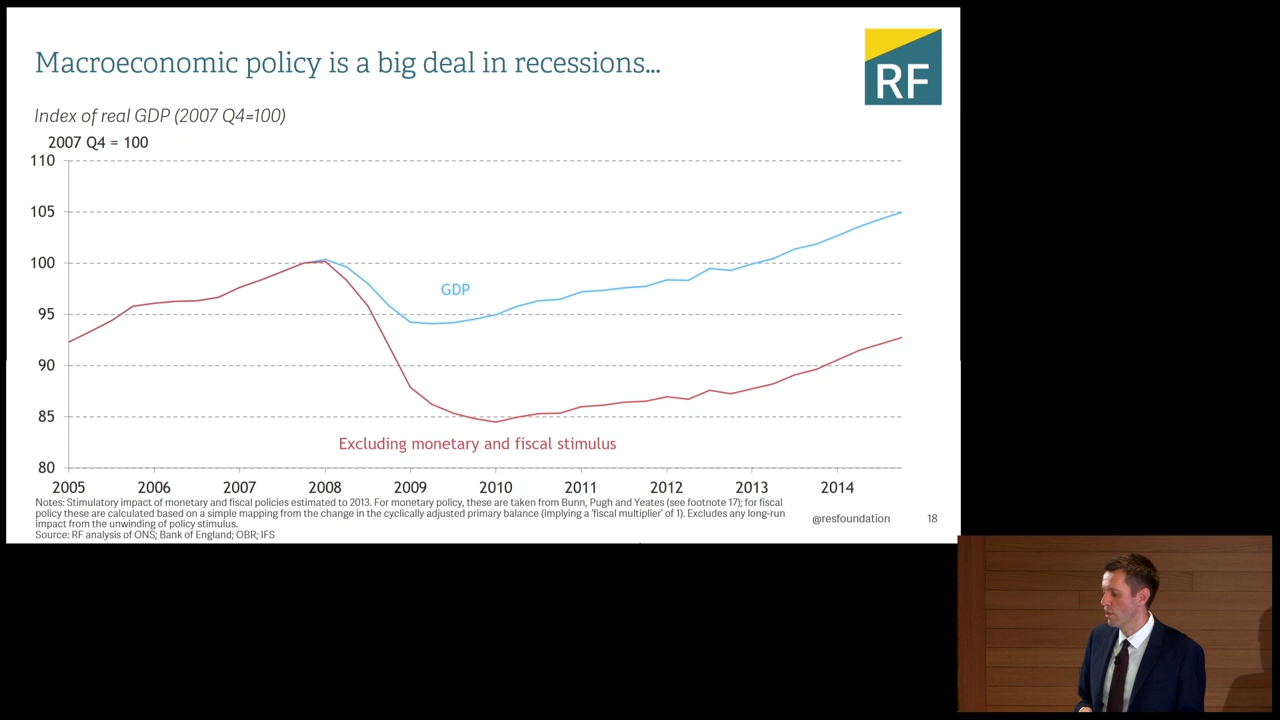 Macroeconomic policy is a big deal in recessions...
RF
Index of real GDP (2007 Q4=100)
2007 Q4 = 100
110
105
100
95
90
85
80
GDP
Excluding monetary and fiscal stimulus
2005 2006 2007 2008 2009 2010 2011 2012 2013 2014
Notes: Stimulatory impact of monetary and fiscal policies estimated to 2013. For monetary policy, these are taken from Bunn, Pugh and Yeates (see footnote 17); for fiscal
policy these are calculated based on a simple mapping from the change in the cyclically adjusted primary balance (implying a 'fiscal multiplier' of 1). Excludes any long-run
impact from the unwinding of policy stimulus.
Source: RF analysis of ONS; Bank of England; OBR; IFS
@resfoundation 18